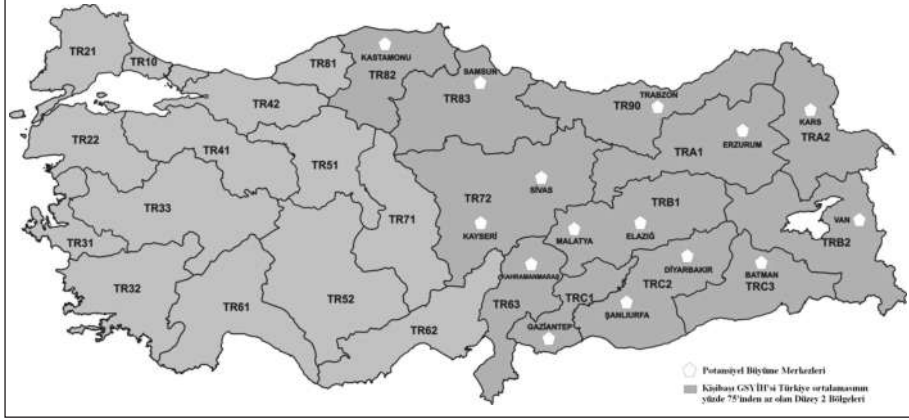 TR21
TR10
TR81
KASTAMONU
TR82
SAMSUN
TR83
TR42
TRABZON
TR90
KARS
TRA2
ERZURUM
TRA1
TR22
TR41
TR51
SİVAS
TR72
KAYSERİ
TRB1
MALATYA
ELAZIĞ
VAN
TRB2
TR33
TR71
TR31
KAHRAMANMARAŞ
DİYARBAKIR
BATMAN
TRC3
TRC2
TRC1
TR63
ŞANLIURFA
GAZİANTEP
TR32
TR61
TR52
TR62
Potansiyel Büyüme Merkezleri
Kişibaşı GSYİH'si Türkiye ortalamasının
yüzde 75'inden az olan Düzey 2 Bölgeleri